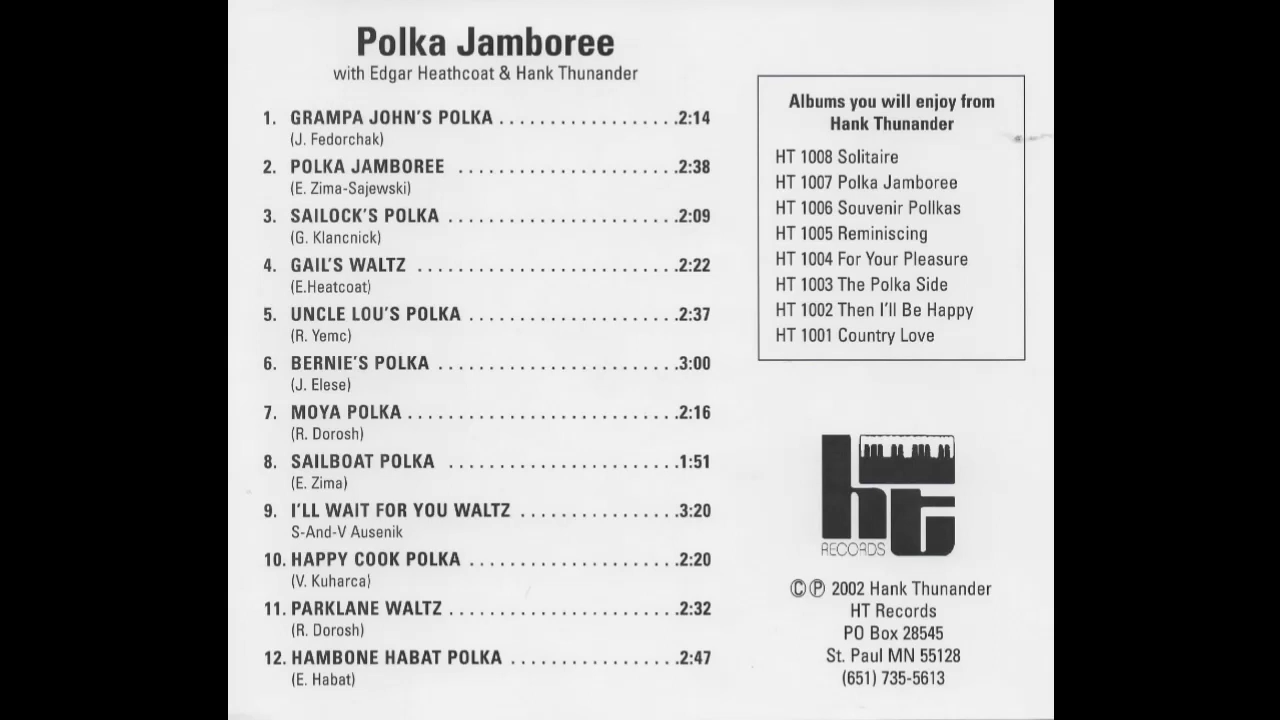 Polka Jamboree
with Edgar Heathcoat & Hank Thunander
1. GRAMPA JOHN'S POLKA . . . . . . . . . . . . . . . . . .2:14
(J. Fedorchak)
2. POLKA JAMBOREE . . . . . . . . . . . . . . . . . . . . . .2:38
(E. Zima-Sajewski)
3. SAILOCK'S POLKA . . . . . . . . . . . . . . . . . . . . . . .2:09
(G. Klancnick)
4. GAIL'S WALTZ . . . . . . . . . . . . . . . . . . . . . . . . . .2:22
(E.Heatcoat)
5. UNCLE LOU'S POLKA . . . . . . . . . . . . . . . . . . . . .2:37
(R. Yemc)
6. BERNIE'S POLKA . . . . . . . . . . . . . . . . . . . . . . . .3:00
(J. Elese)
7. MOYA POLKA . . . . . . . . . . . . . . . . . . . . . . . . . . .2:16
(R. Dorosh)
8. SAILBOAT POLKA . . . . . . . . . . . . . . . . . . . . . . .1:51
(E. Zima)
9. I'LL WAIT FOR YOU WALTZ . . . . . . . . . . . . . . . .3:20
S-And-V Ausenik
10. HAPPY COOK POLKA . . . . . . . . . . . . . . . . . . . . .2:20
(V. Kuharca)
11. PARKLANE WALTZ . . . . . . . . . . . . . . . . . . . . . . .2:32
(R. Dorosh)
12. HAMBONE HABAT POLKA . . . . . . . . . . . . . . . . .2:47
(E. Habat)
Albums you will enjoy from
Hank Thunander
HT 1008 Solitaire
HT 1007 Polka Jamboree
HT 1006 Souvenir Pollkas
HT 1005 Reminiscing
HT 1004 For Your Pleasure
HT 1003 The Polka Side
HT 1002 Then I'll Be Happy
HT 1001 Country Love
ht
RECORDS
©℗ 2002 Hank Thunander
HT Records
PO Box 28545
St. Paul MN 55128
(651) 735-5613